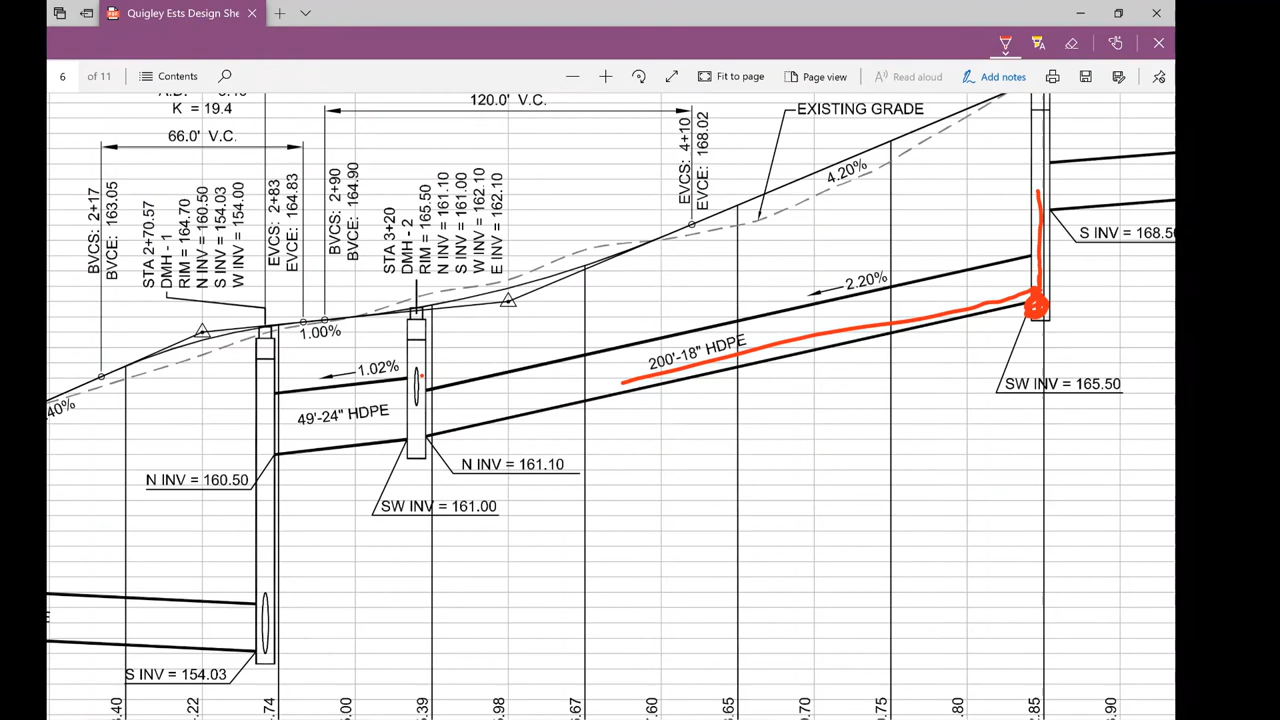 Quigley Ests Design She
6 of 11
Contents
Fit to page
Page view
Read aloud
Add notes
K = 19.4
66.0' V.C.
120.0' V.C.
EXISTING GRADE
BVCS: 2+17
BVCE: 163.05
STA 2+70.57
DMH - 1
RIM = 164.70
N INV = 160.50
S INV = 154.03
W INV = 154.00
EVCS: 2+83
EVCE: 164.83
BVCS: 2+90
BVCE: 164.90
STA 3+20
DMH - 2
RIM = 165.50
N INV = 161.10
S INV = 161.00
W INV = 162.10
E INV = 162.10
EVCS: 4+10
EVCE: 168.02
4.20%
S INV = 168.50
2.20%
1.00%
200'-18" HDPE
1.02%
SW INV = 165.50
.40%
49'-24" HDPE
N INV = 161.10
N INV = 160.50
SW INV = 161.00
S INV = 154.03
.40
.22
.74
.00
.39
.98
.67
.60
.85
.70
.75
.80
2.85
.90